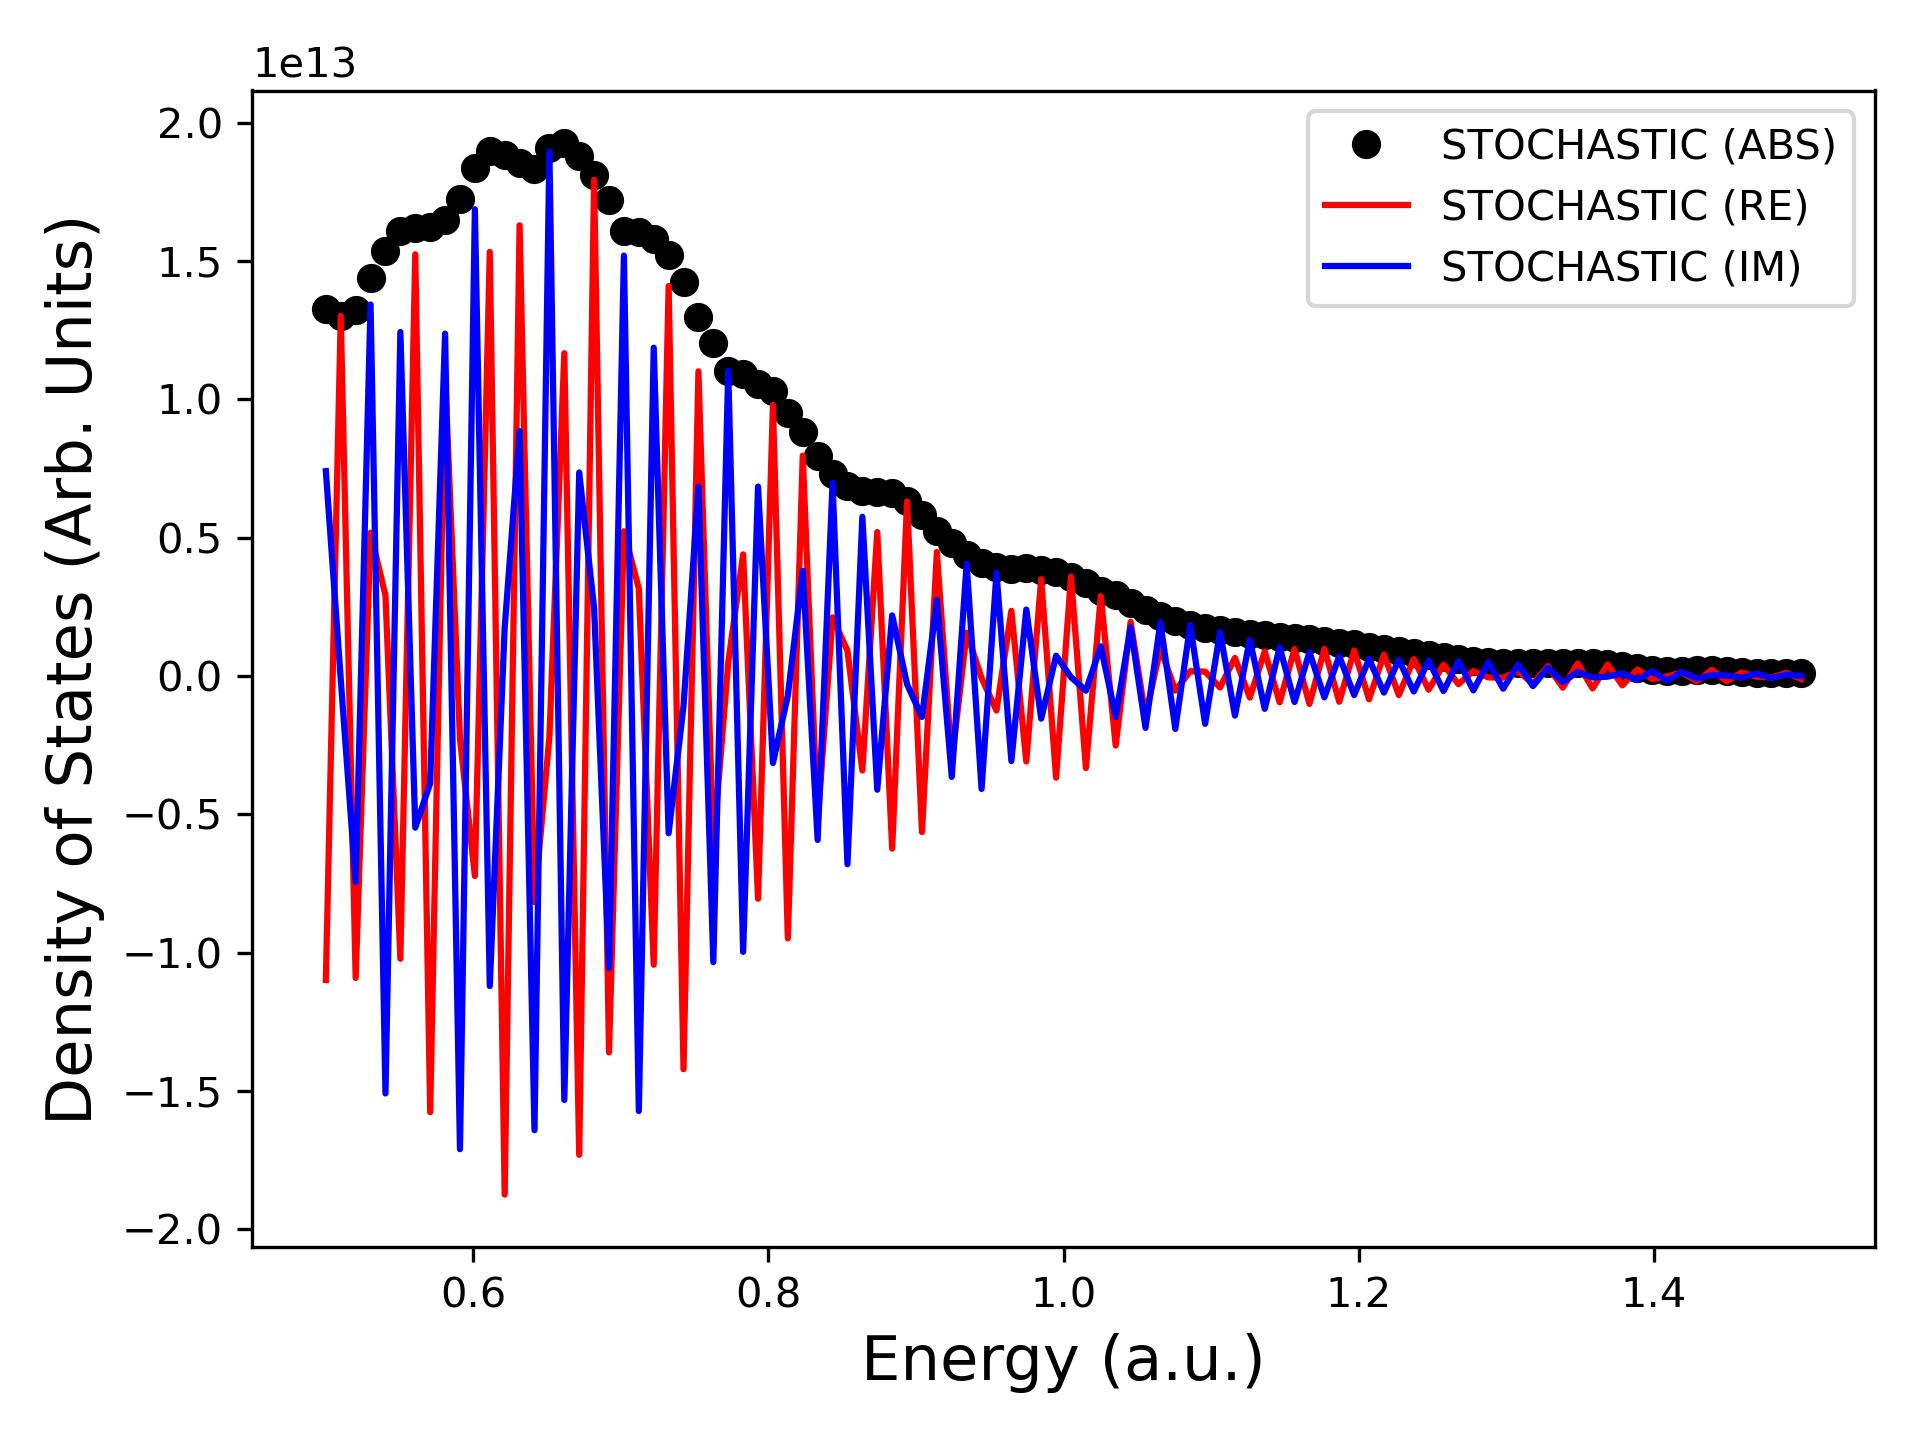 1e13
2.0
1.5
1.0
0.5
0.0
−0.5
−1.0
−1.5
−2.0
Density of States (Arb. Units)
STOCHASTIC (ABS)
STOCHASTIC (RE)
STOCHASTIC (IM)
0.6 0.8 1.0 1.2 1.4
Energy (a.u.)